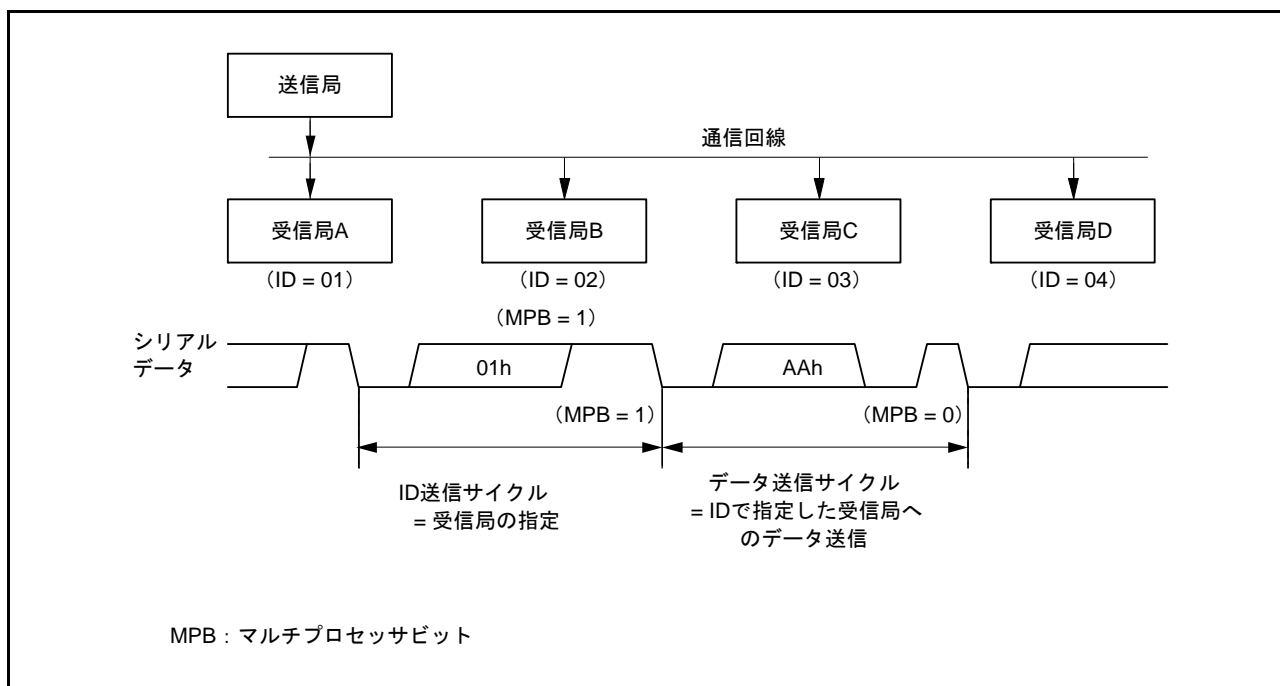 送信局
通信回線
受信局A
受信局B
受信局C
受信局D
（ID = 01）
（ID = 02）
（ID = 03）
（ID = 04）
（MPB = 1）
シリアル
データ
01h
AAh
（MPB = 1）
（MPB = 0）
ID送信サイクル
= 受信局の指定
データ送信サイクル
= IDで指定した受信局へ
のデータ送信
MPB：マルチプロセッサビット